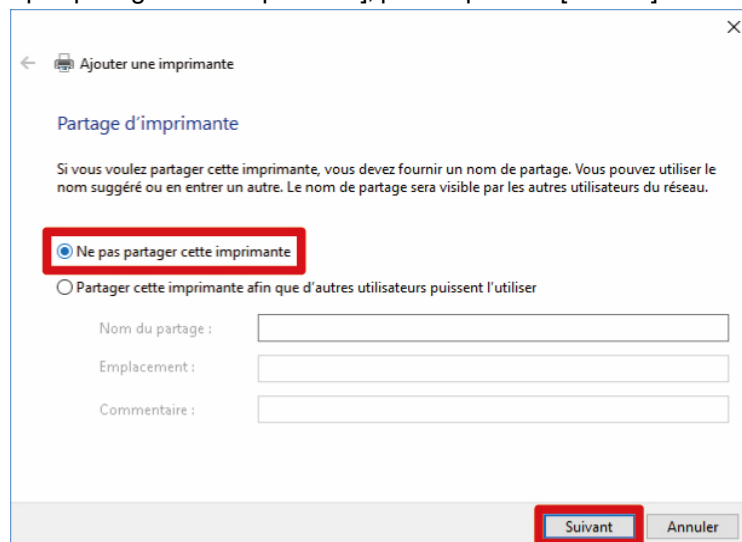 Ajouter une imprimante
Partage d'imprimante
Si vous voulez partager cette imprimante, vous devez fournir un nom de partage. Vous pouvez utiliser le
nom suggéré ou en entrer un autre. Le nom de partage sera visible par les autres utilisateurs du réseau.
Ne pas partager cette imprimante
Partager cette imprimante afin que d'autres utilisateurs puissent l'utiliser
Nom du partage :
Emplacement :
Commentaire :
Suivant Annuler